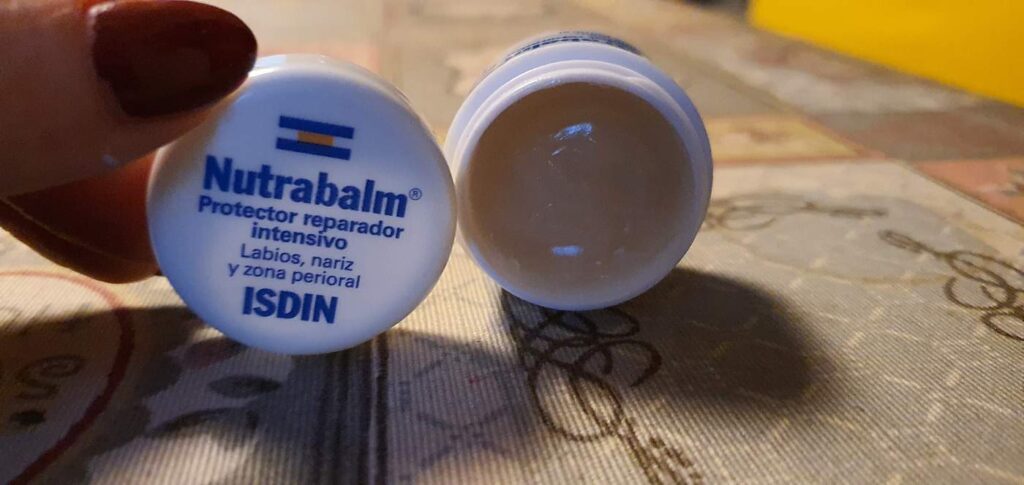 Nutrabalm®
Protector reparador
intensivo
Labios, nariz
y zona perioral
ISDIN